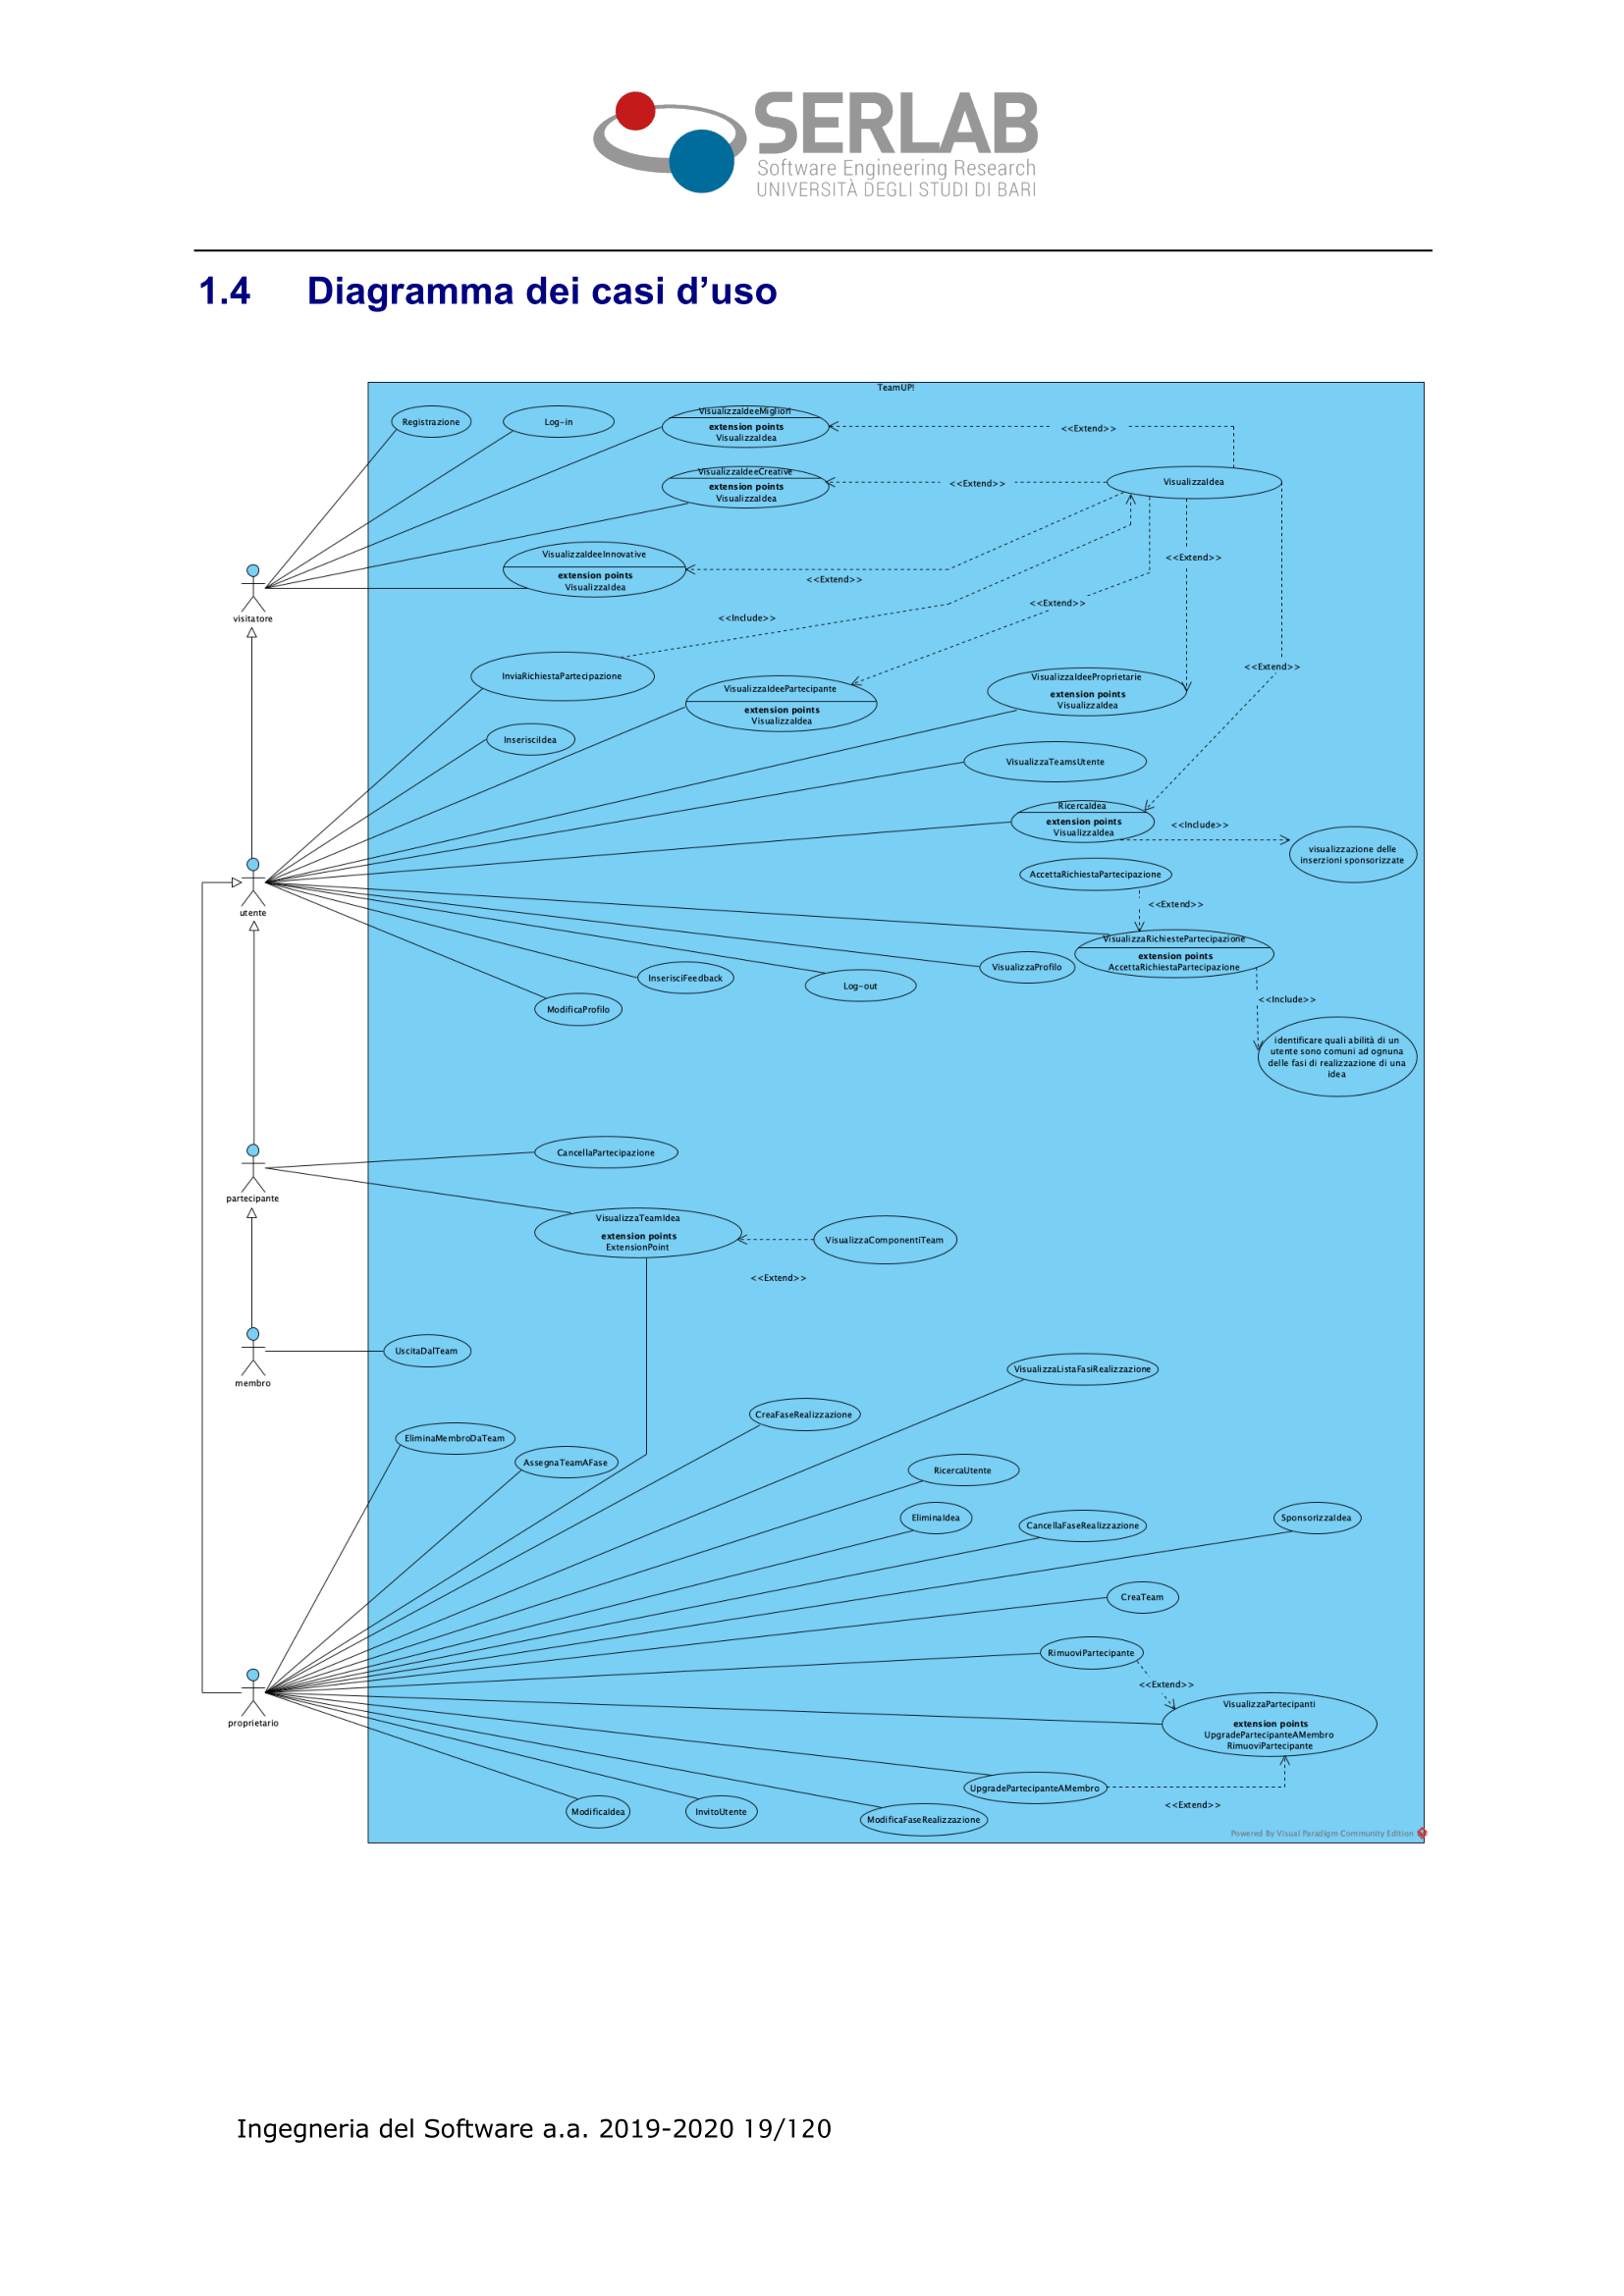 SERLAB
Software Engineering Research
UNIVERSITÀ DEGLI STUDI DI BARI
1.4 Diagramma dei casi d’uso
TeamUP!
Registrazione
Log-in
VisualizzaIdeeMigliori
extension points
VisualizzaIdea
<<Extend>>
VisualizzaIdeeCreative
extension points
VisualizzaIdea
<<Extend>>
VisualizzaIdea
VisualizzaIdeeInnovative
extension points
VisualizzaIdea
<<Extend>>
<<Extend>>
<<Extend>>
<<Include>>
visitatore
InviaRichiestaPartecipazione
VisualizzaIdeePartecipante
extension points
VisualizzaIdea
VisualizzaIdeeProprietarie
extension points
VisualizzaIdea
<<Extend>>
InserisciIdea
VisualizzaTeamsUtente
RicercaIdea
extension points
VisualizzaIdea
<<Include>>
visualizzazione delle
inserzioni sponsorizzate
AccettaRichiestaPartecipazione
<<Extend>>
utente
VisualizzaRichiestePartecipazione
extension points
AccettaRichiestaPartecipazione
VisualizzaProfilo
InserisciFeedback
Log-out
ModificaProfilo
<<Include>>
identificare quali abilità di un
utente sono comuni ad ognuna
delle fasi di realizzazione di una
idea
CancellaPartecipazione
partecipante
VisualizzaTeamIdea
extension points
ExtensionPoint
VisualizzaComponentiTeam
<<Extend>>
UscitaDalTeam
membro
VisualizzaListaFasiRealizzazione
CreaFaseRealizzazione
EliminaMembroDaTeam
AssegnaTeamAFase
RicercaUtente
EliminaIdea
CancellaFaseRealizzazione
SponsorizzaIdea
CreaTeam
RimuoviPartecipante
<<Extend>>
proprietario
VisualizzaPartecipanti
extension points
UpgradePartecipanteAMembro
RimuoviPartecipante
UpgradePartecipanteAMembro
<<Extend>>
ModificaIdea
InvitoUtente
ModificaFaseRealizzazione
Powered By Visual Paradigm Community Edition
Ingegneria del Software a.a. 2019-2020 19/120